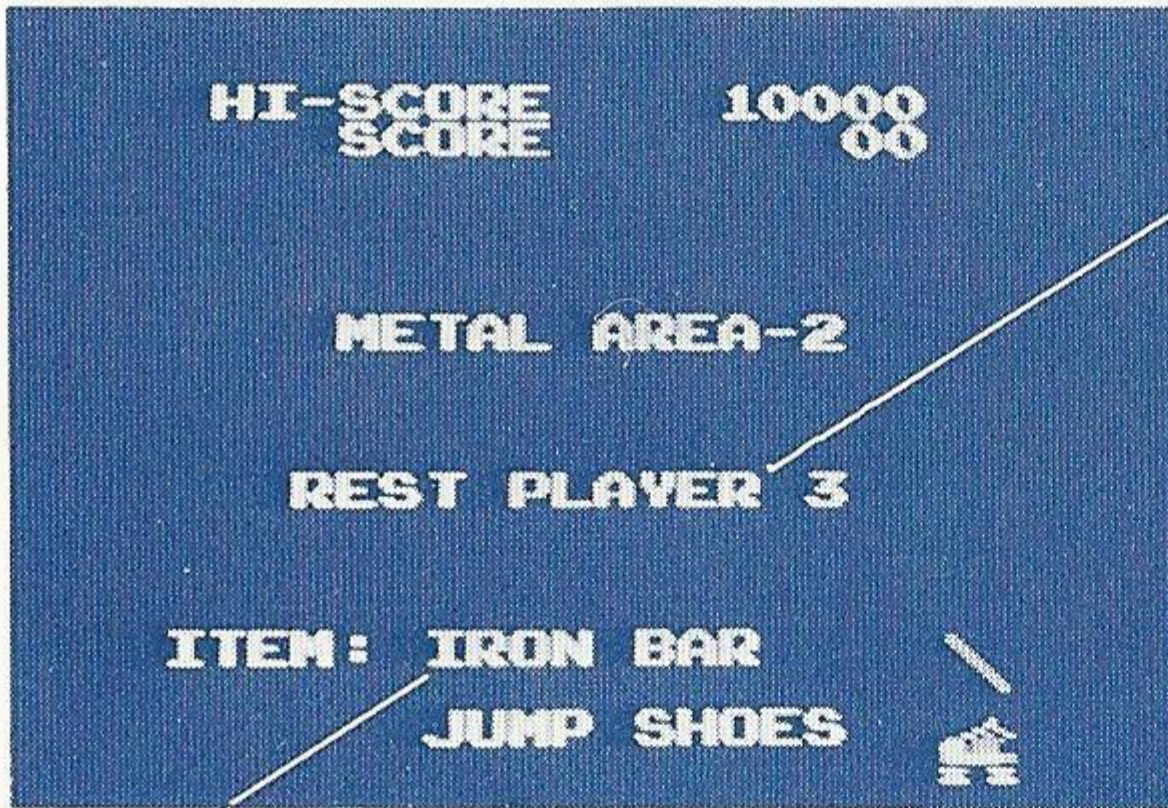 HI-SCORE 10000
SCORE 00
METAL AREA-2
REST PLAYER 3
ITEM: IRON BAR
JUMP SHOES